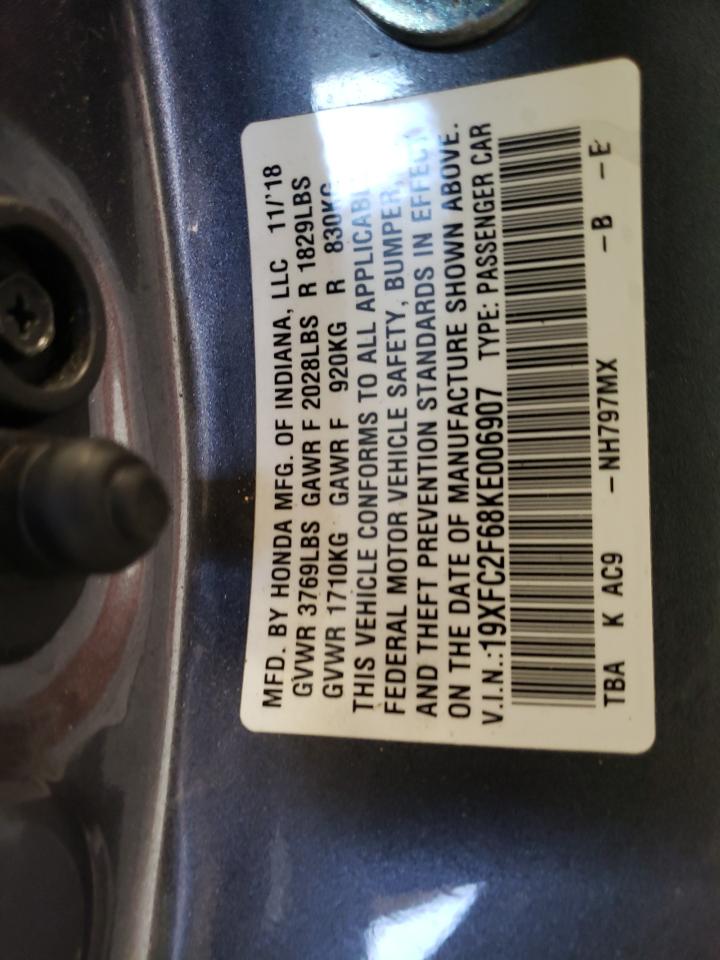 MFD. BY HONDA MFG. OF INDIANA, LLC 11/'18
GVWR 3769LBS GAWR F 2028LBS R 1829LBS
GVWR 1710KG GAWR F 920KG R 830KG
THIS VEHICLE CONFORMS TO ALL APPLICABLE
FEDERAL MOTOR VEHICLE SAFETY, BUMPER,
AND THEFT PREVENTION STANDARDS IN EFFECT
ON THE DATE OF MANUFACTURE SHOWN ABOVE.
V.I.N.:19XFC2F68KE006907 TYPE: PASSENGER CAR
TBA K AC9 -NH797MX -B -E